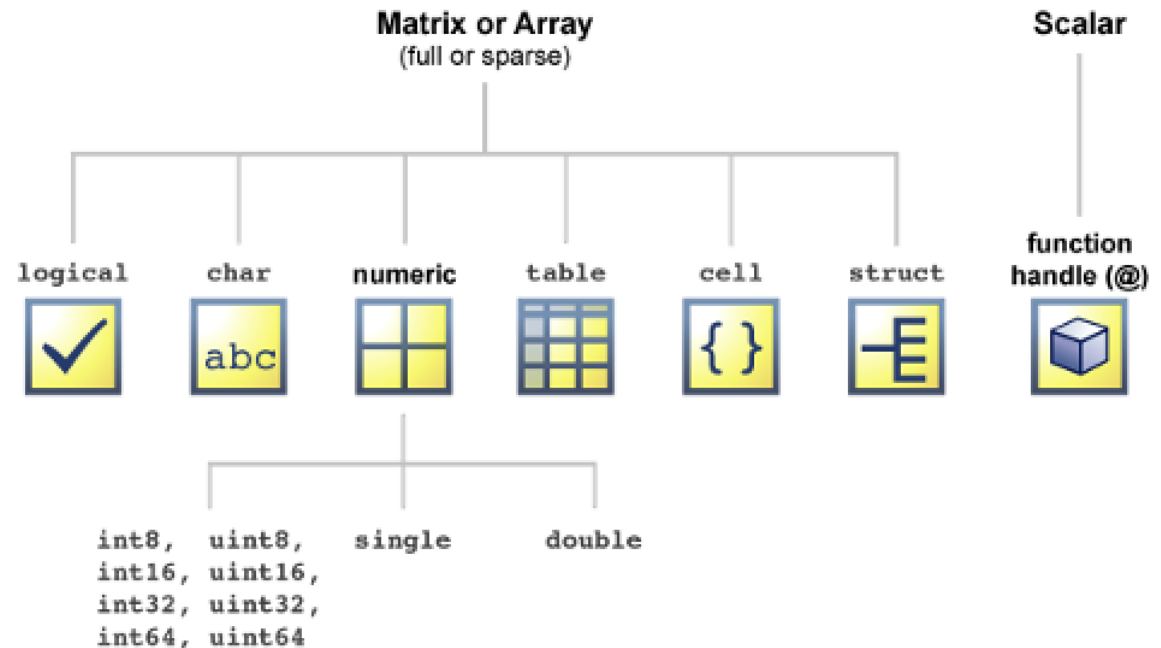 Matrix or Array
(full or sparse)
Scalar
logical
char
numeric
table
cell
struct
function
handle (@)
abc
{}
int8, uint8,
int16, uint16,
int32, uint32,
int64, uint64
single
double